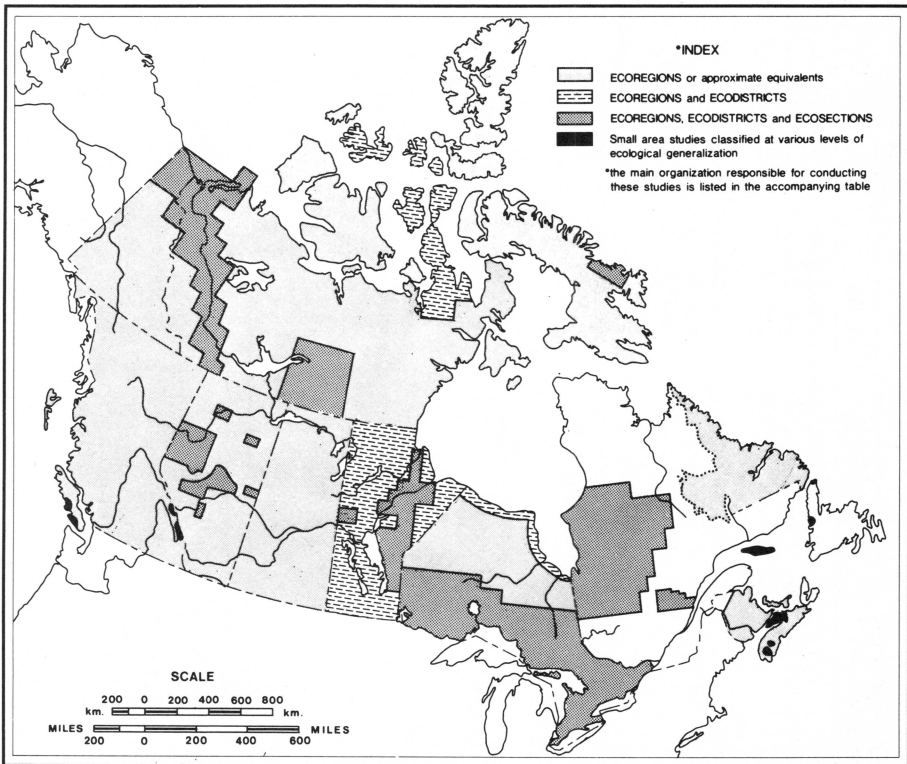 *INDEX
ECOREGIONS or approximate equivalents
ECOREGIONS and ECODISTRICTS
ECOREGIONS, ECODISTRICTS and ECOSECTIONS
Small area studies classified at various levels of
ecological generalization
*the main organization responsible for conducting
these studies is listed in the accompanying table
SCALE
200 0 200 400 600 800
km. km.
MILES MILES
200 0 200 400 600